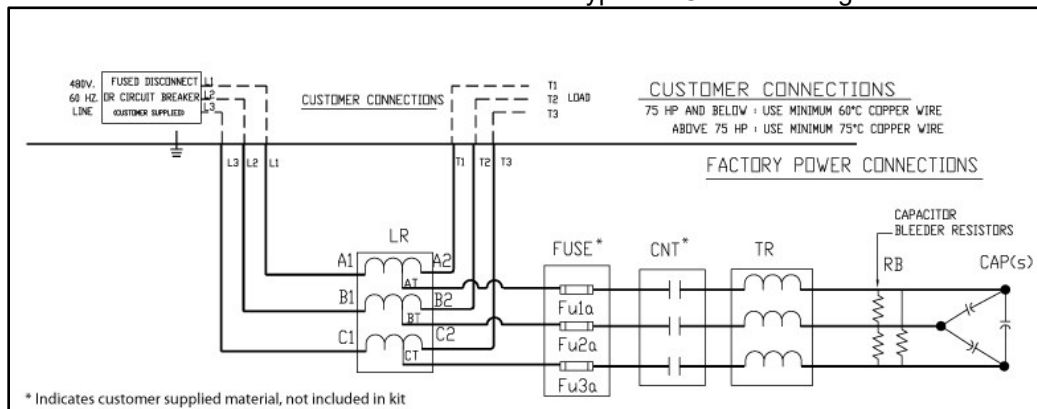 480V.
60 HZ.
LINE
FUSED DISCONNECT
OR CIRCUIT BREAKER
(CUSTOMER SUPPLIED)
L1
L2
L3
CUSTOMER CONNECTIONS
T1
T2 LOAD
T3
CUSTOMER CONNECTIONS
75 HP AND BELOW : USE MINIMUM 60°C COPPER WIRE
ABOVE 75 HP : USE MINIMUM 75°C COPPER WIRE
L3 L2 L1
T1 T2 T3
FACTORY POWER CONNECTIONS
LR
A1 A2
AT
B1 B2
BT
C1 C2
CT
FUSE*
Fu1a
Fu2a
Fu3a
CNT*
TR
CAPACITOR
BLEEDER RESISTORS
RB
CAP(s)
* Indicates customer supplied material, not included in kit